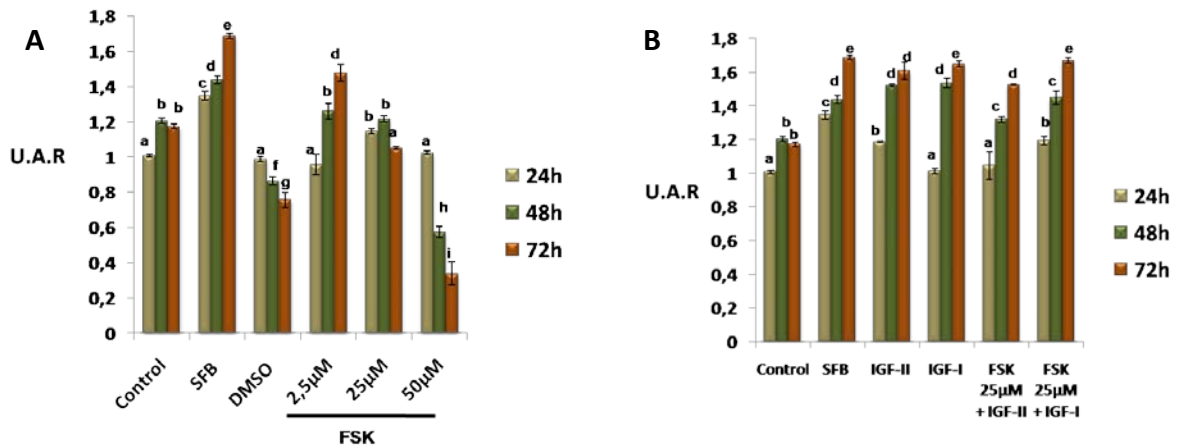 A
1,8
1,6
1,4
1,2
1
0,8
0,6
0,4
0,2
0
U.A.R
a b b
c d e
a f g
a b d
b b a
a h i
Control SFB DMSO 2,5µM 25µM 50µM
FSK
24h
48h
72h
B
1,8
1,6
1,4
1,2
1
0,8
0,6
0,4
0,2
0
U.A.R
a b b
c d e
b d d
a d e
a c d
b c e
Control SFB IGF-II IGF-I FSK FSK
25µM 25µM
+ IGF-II + IGF-I
24h
48h
72h